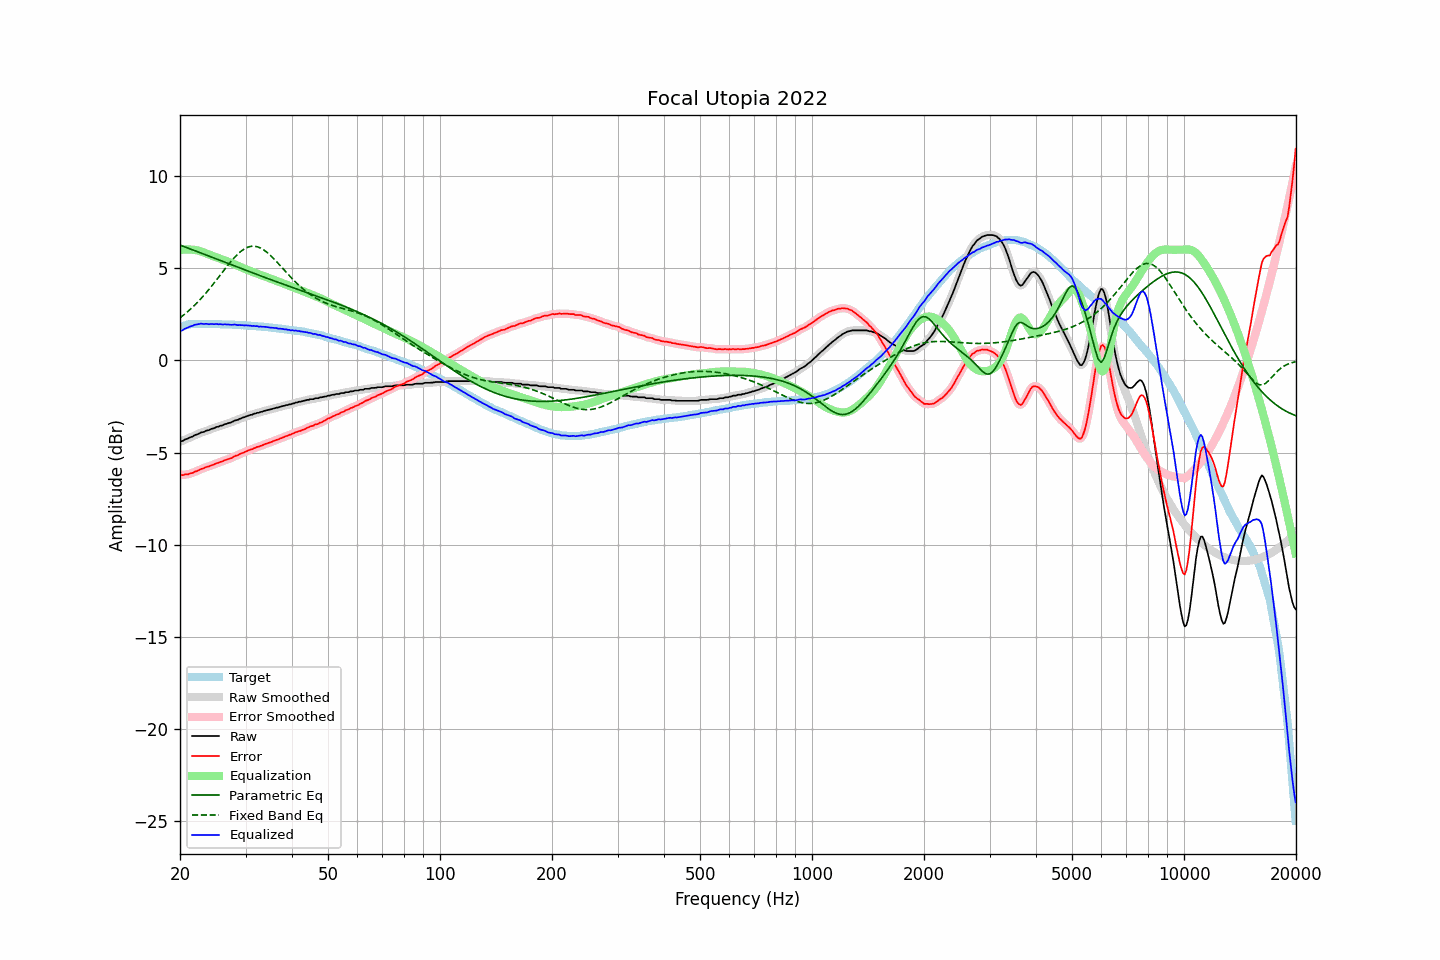 Focal Utopia 2022
Amplitude (dBr)
10
5
0
−5
−10
−15
−20
−25
Target
Raw Smoothed
Error Smoothed
Raw
Error
Equalization
Parametric Eq
Fixed Band Eq
Equalized
20 50 100 200 500 1000 2000 5000 10000 20000
Frequency (Hz)